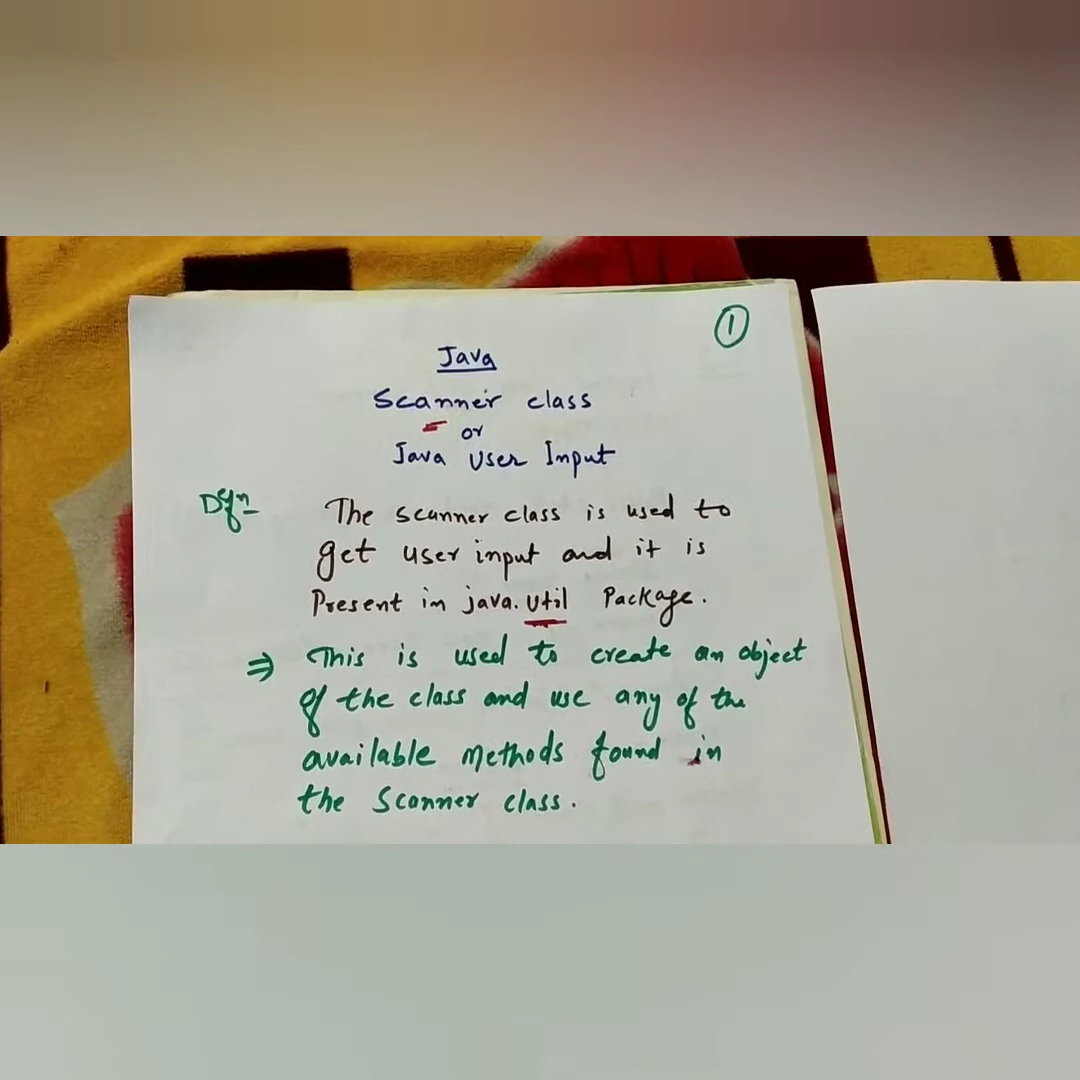 1
Java
Scanner class
or
Java User Input
Defn The scanner class is used to
get user input and it is
Present in java.util Package.
⇒ This is used to create an object
of the class and use any of the
available methods found in
the Scanner class.